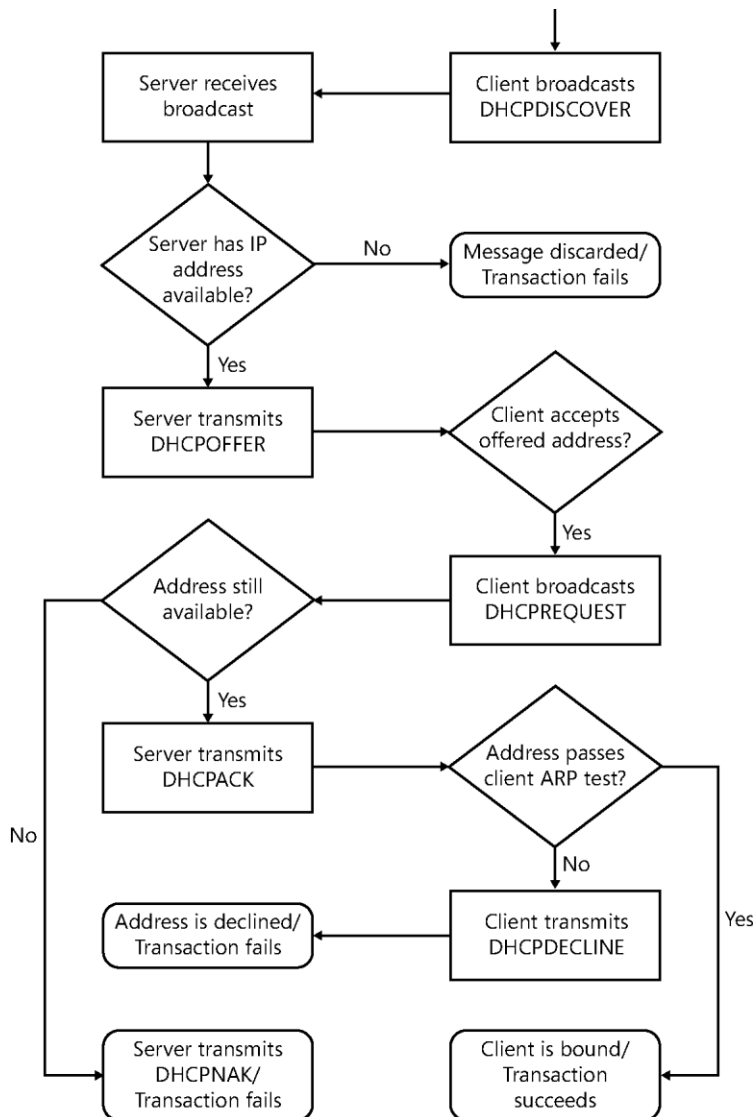 Server receives
broadcast
Client broadcasts
DHCPDISCOVER
Server has IP
address
available?
No
Message discarded/
Transaction fails
Yes
Server transmits
DHCPOFFER
Client accepts
offered address?
Yes
Address still
available?
Client broadcasts
DHCPREQUEST
Yes
Server transmits
DHCPACK
Address passes
client ARP test?
No
No
Address is declined/
Transaction fails
Client transmits
DHCPDECLINE
Yes
Server transmits
DHCPNAK/
Transaction fails
Client is bound/
Transaction
succeeds